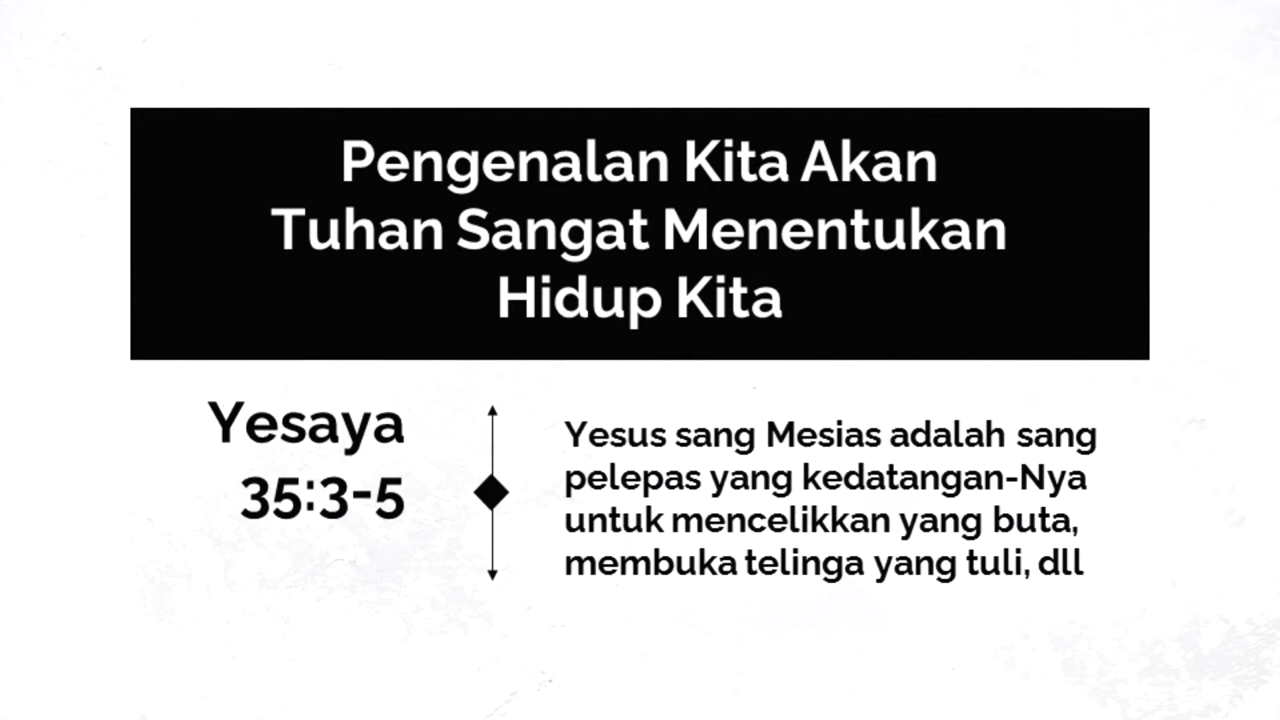 Pengenalan Kita Akan
Tuhan Sangat Menentukan
Hidup Kita
Yesaya
35:3-5
Yesus sang Mesias adalah sang
pelepas yang kedatangan-Nya
untuk mencelikkan yang buta,
membuka telinga yang tuli, dll